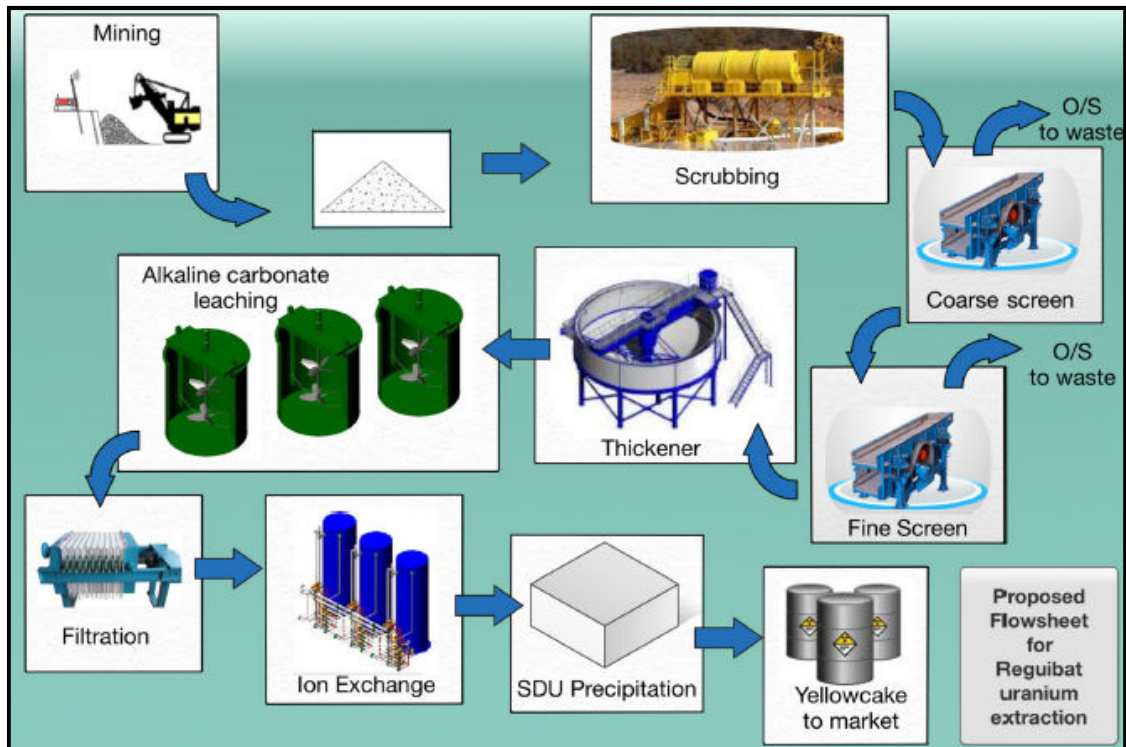 Mining
Scrubbing
O/S
to waste
Coarse screen
O/S
to waste
Fine Screen
Thickener
Alkaline carbonate
leaching
Filtration
Ion Exchange
SDU Precipitation
Yellowcake
to market
Proposed
Flowsheet
for
Reguibat
uranium
extraction